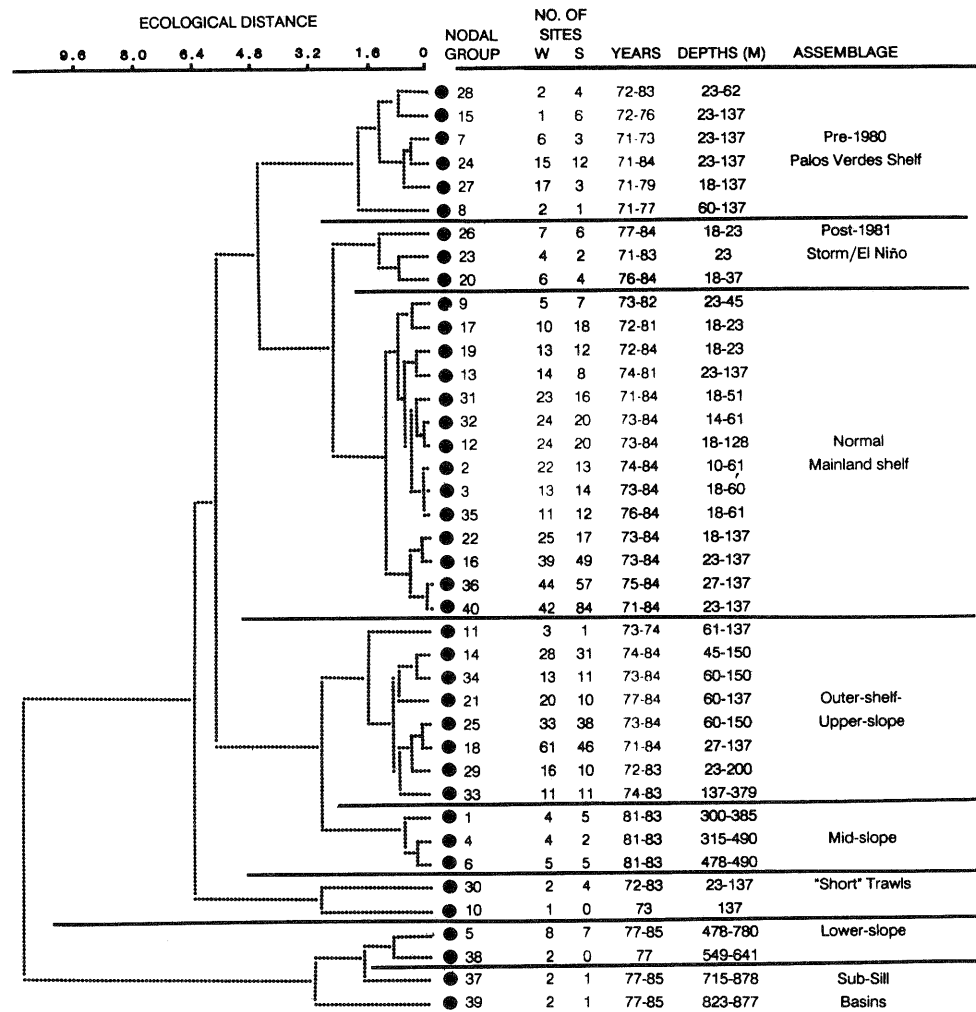 ECOLOGICAL DISTANCE
NO. OF
NODAL SITES
GROUP W S YEARS DEPTHS (M) ASSEMBLAGE
9.6 8.0 6.4 4.8 3.2 1.6 0
28 2 4 72-83 23-62
15 1 6 72-76 23-137
7 6 3 71-73 23-137 Pre-1980
24 15 12 71-84 23-137 Palos Verdes Shelf
27 17 3 71-79 18-137
8 2 1 71-77 60-137
26 7 6 77-84 18-23 Post-1981
23 4 2 71-83 23 Storm/El Niño
20 6 4 76-84 18-37
9 5 7 73-82 23-45
17 10 18 72-81 18-23
19 13 12 72-84 18-23
13 14 8 74-81 23-137
31 23 16 71-84 18-51
32 24 20 73-84 14-61
12 24 20 73-84 18-128 Normal
2 22 13 74-84 10-61 Mainland shelf
3 13 14 73-84 18-60
35 11 12 76-84 18-61
22 25 17 73-84 18-137
16 39 49 73-84 23-137
36 44 57 75-84 27-137
40 42 84 71-84 23-137
11 3 1 73-74 61-137
14 28 31 74-84 45-150
34 13 11 73-84 60-150
21 20 10 77-84 60-137 Outer-shelf-
25 33 38 73-84 60-150 Upper-slope
18 61 46 71-84 27-137
29 16 10 72-83 23-200
33 11 11 74-83 137-379
1 4 5 81-83 300-385
4 4 2 81-83 315-490 Mid-slope
6 5 5 81-83 478-490
30 2 4 72-83 23-137 "Short" Trawls
10 1 0 73 137
5 8 7 77-85 478-780 Lower-slope
38 2 0 77 549-641
37 2 1 77-85 715-878 Sub-Sill
39 2 1 77-85 823-877 Basins